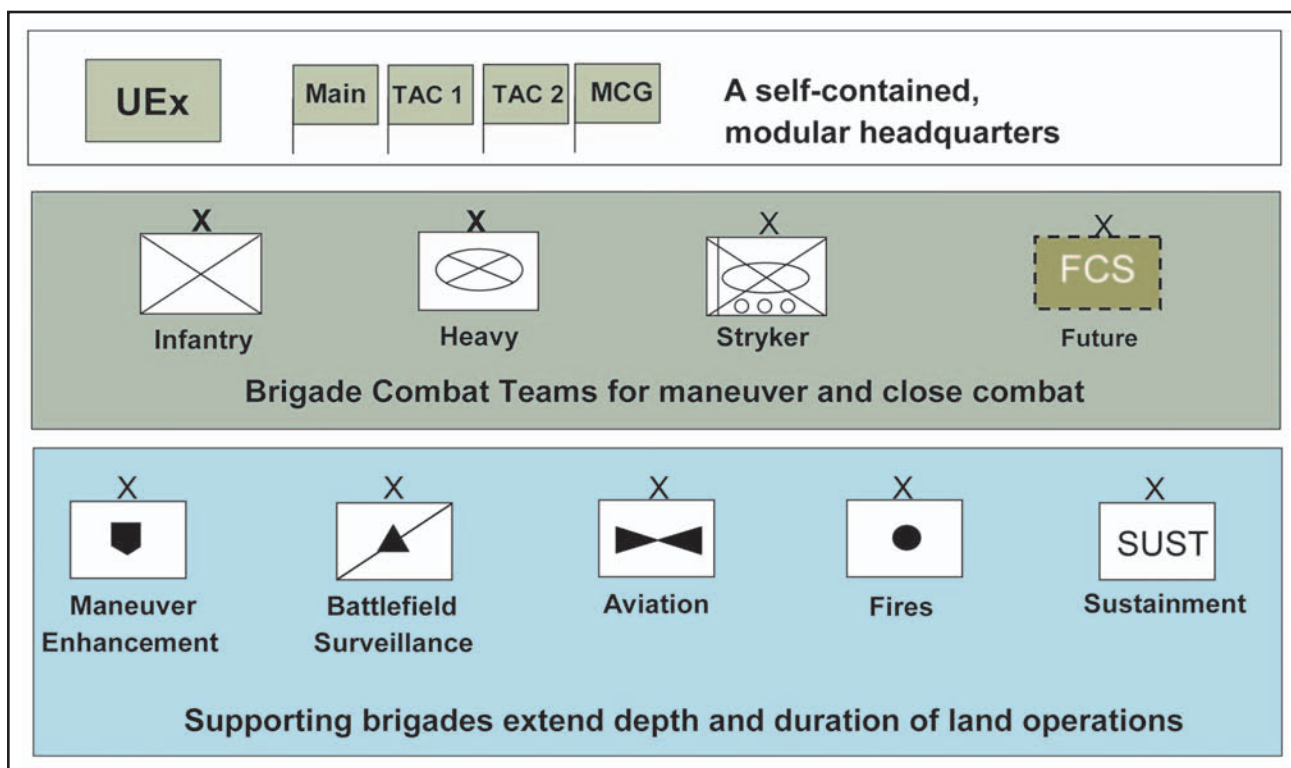 UEx
Main
TAC 1
TAC 2
MCG
A self-contained,
modular headquarters
X
X
X
X
FCS
Infantry
Heavy
Stryker
Future
Brigade Combat Teams for maneuver and close combat
X
X
X
X
X
SUST
Maneuver
Enhancement
Battlefield
Surveillance
Aviation
Fires
Sustainment
Supporting brigades extend depth and duration of land operations